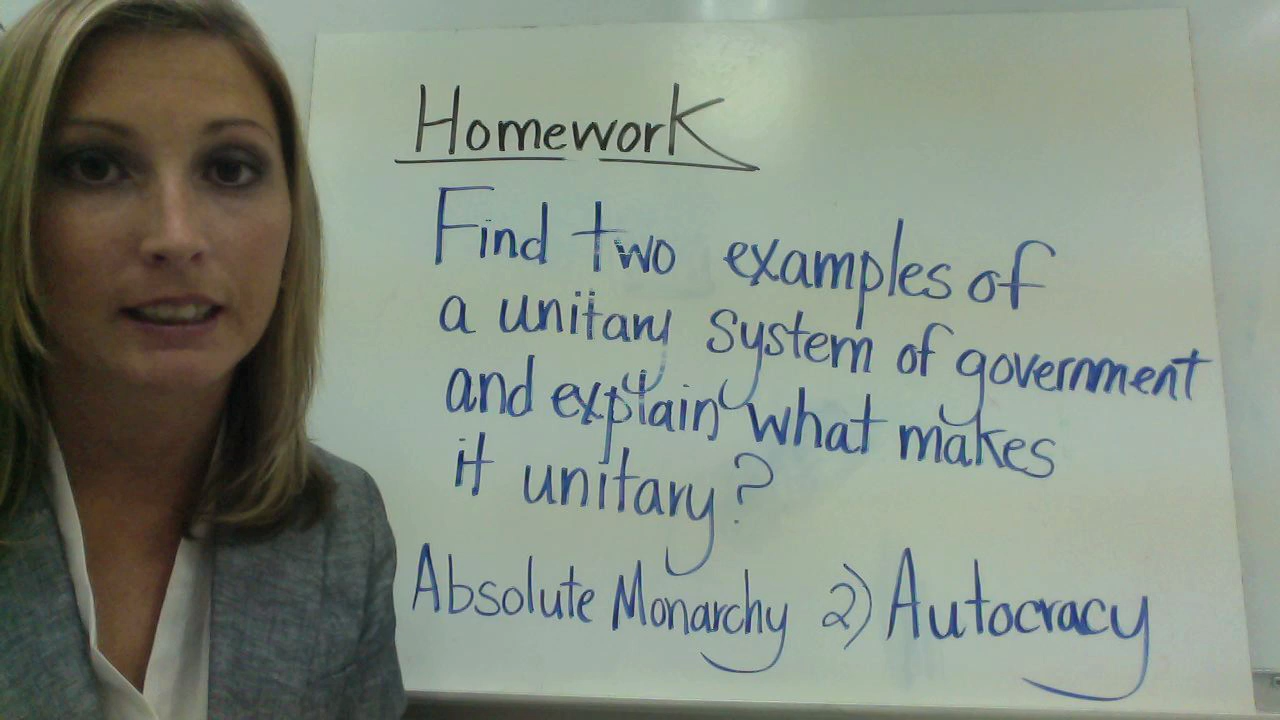 Homework
Find two examples of
a unitary system of government
and explain what makes
it unitary?
Absolute Monarchy 2) Autocracy